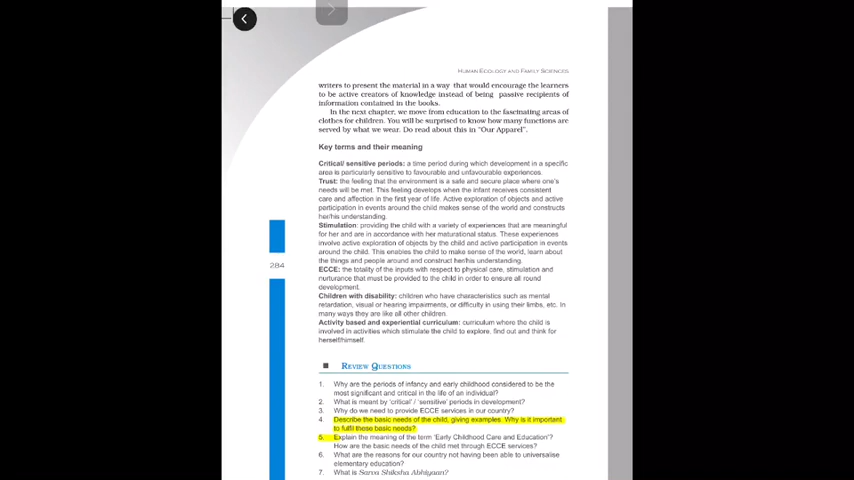 HUMAN ECOLOGY AND FAMILY SCIENCES
writers to present the material in a way that would encourage the learners
to be active creators of knowledge instead of being passive recipients of
information contained in the books.
In the next chapter, we move from education to the fascinating areas of
clothes for children. You will be surprised to know how many functions are
served by what we wear. Do read about this in "Our Apparel".
Key terms and their meaning
Critical/ sensitive periods: a time period during which development in a specific
area is particularly sensitive to favourable and unfavourable experiences.
Trust: the feeling that the environment is a safe and secure place where one's
needs will be met. This feeling develops when the infant receives consistent
care and affection in the first year of life. Active exploration of objects and active
participation in events around the child makes sense of the world and constructs
her/his understanding.
Stimulation: providing the child with a variety of experiences that are meaningful
for her and are in accordance with her maturational status. These experiences
involve active exploration of objects by the child and active participation in events
around the child. This enables the child to make sense of the world, learn about
the things and people around and construct her/his understanding.
284
ECCE: the totality of the inputs with respect to physical care, stimulation and
nurturance that must be provided to the child in order to ensure all round
development.
Children with disability: children who have characteristics such as mental
retardation, visual or hearing impairments, or difficulty in using their limbs, etc. In
many ways they are like all other children.
Activity based and experiential curriculum: curriculum where the child is
involved in activities which stimulate the child to explore, find out and think for
herself/himself.
REVIEW QUESTIONS
1. Why are the periods of infancy and early childhood considered to be the
most significant and critical in the life of an individual?
2. What is meant by 'critical' / 'sensitive' periods in development?
3. Why do we need to provide ECCE services in our country?
4. Describe the basic needs of the child, giving examples. Why is it important
to fulfil these basic needs?
5. Explain the meaning of the term 'Early Childhood Care and Education'?
How are the basic needs of the child met through ECCE services?
6. What are the reasons for our country not having been able to universalise
elementary education?
7. What is Sarva Shiksha Abhiyaan?